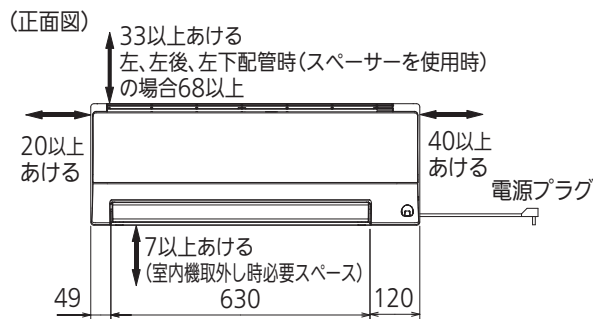 （正面図）
33以上あける
左、左後、左下配管時（スペーサーを使用時）
の場合68以上
20以上
あける
40以上
あける
電源プラグ
7以上あける
（室内機取外し時必要スペース）
49
630
120